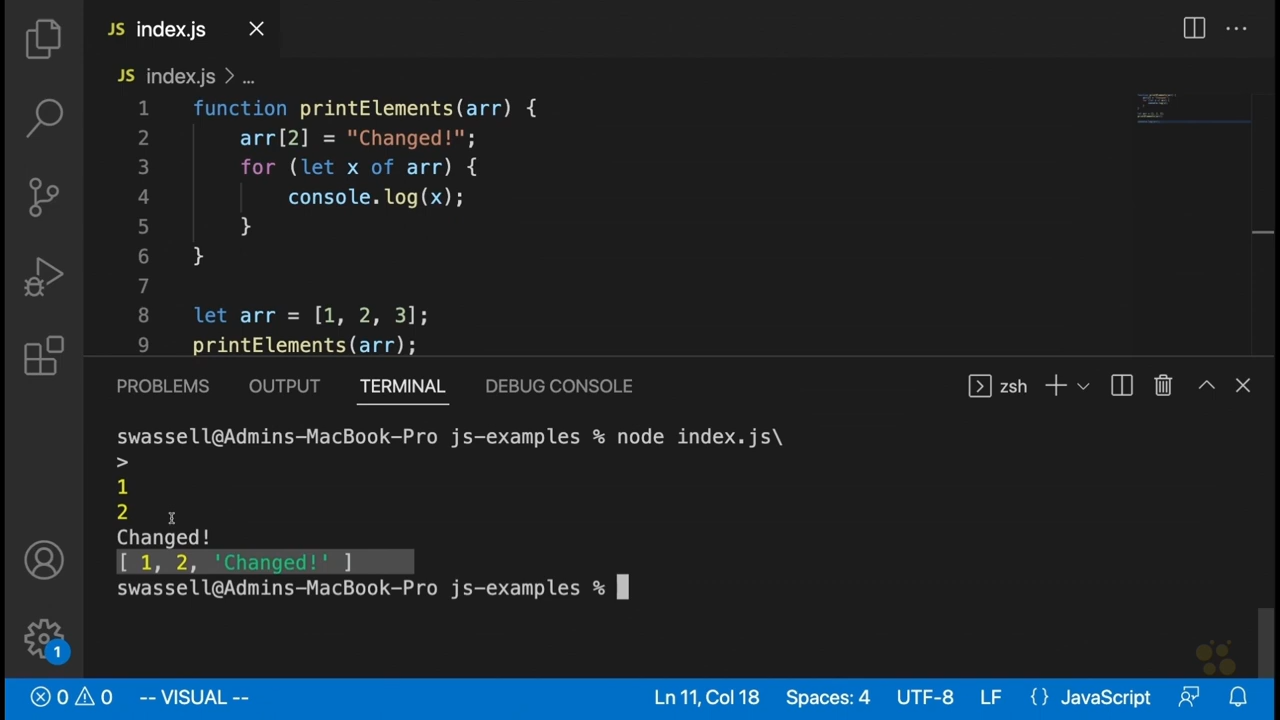 JS index.js
JS index.js > ...
1 function printElements(arr) {
2 arr[2] = "Changed!";
3 for (let x of arr) {
4 console.log(x);
5 }
6 }
7
8 let arr = [1, 2, 3];
9 printElements(arr);
PROBLEMS OUTPUT TERMINAL DEBUG CONSOLE zsh
swassell@Admins-MacBook-Pro js-examples % node index.js\
>
1
2
Changed!
[ 1, 2, 'Changed!' ]
swassell@Admins-MacBook-Pro js-examples %
1
0 0 -- VISUAL -- Ln 11, Col 18 Spaces: 4 UTF-8 LF {} JavaScript